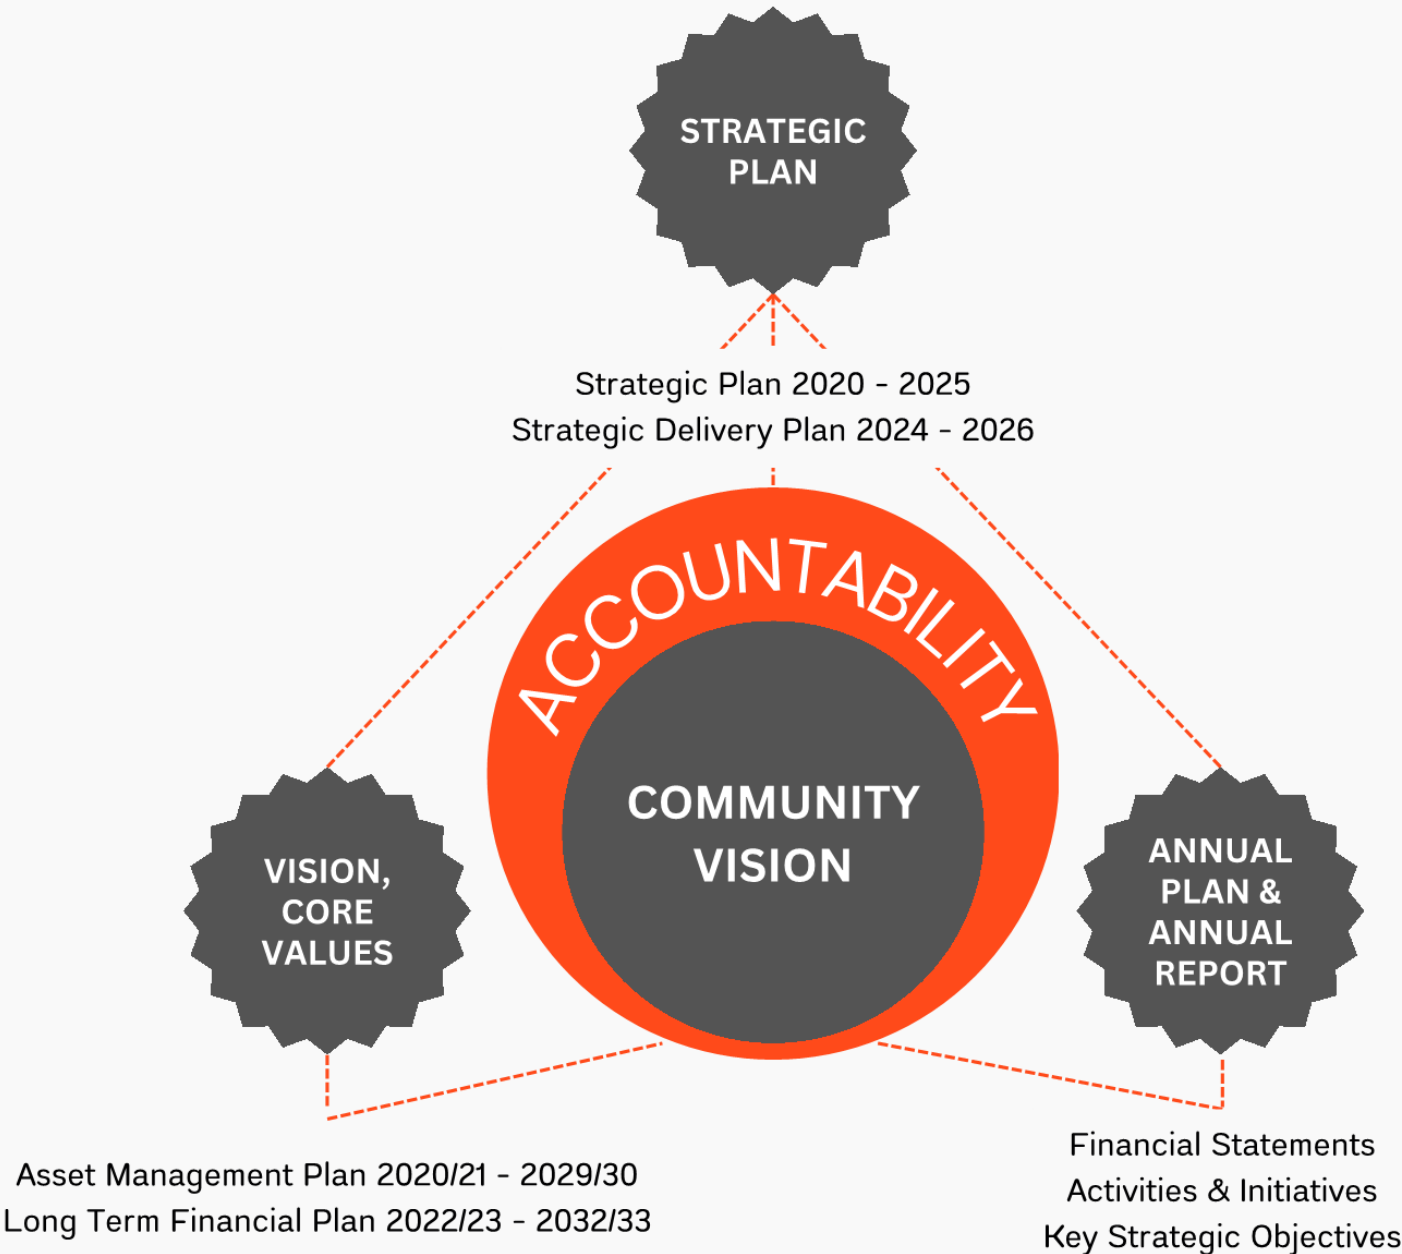 STRATEGIC
PLAN
Strategic Plan 2020 - 2025
Strategic Delivery Plan 2024 - 2026
ACCOUNTABILITY
COMMUNITY
VISION
VISION,
CORE
VALUES
ANNUAL
PLAN &
ANNUAL
REPORT
Asset Management Plan 2020/21 - 2029/30
Long Term Financial Plan 2022/23 - 2032/33
Financial Statements
Activities & Initiatives
Key Strategic Objectives